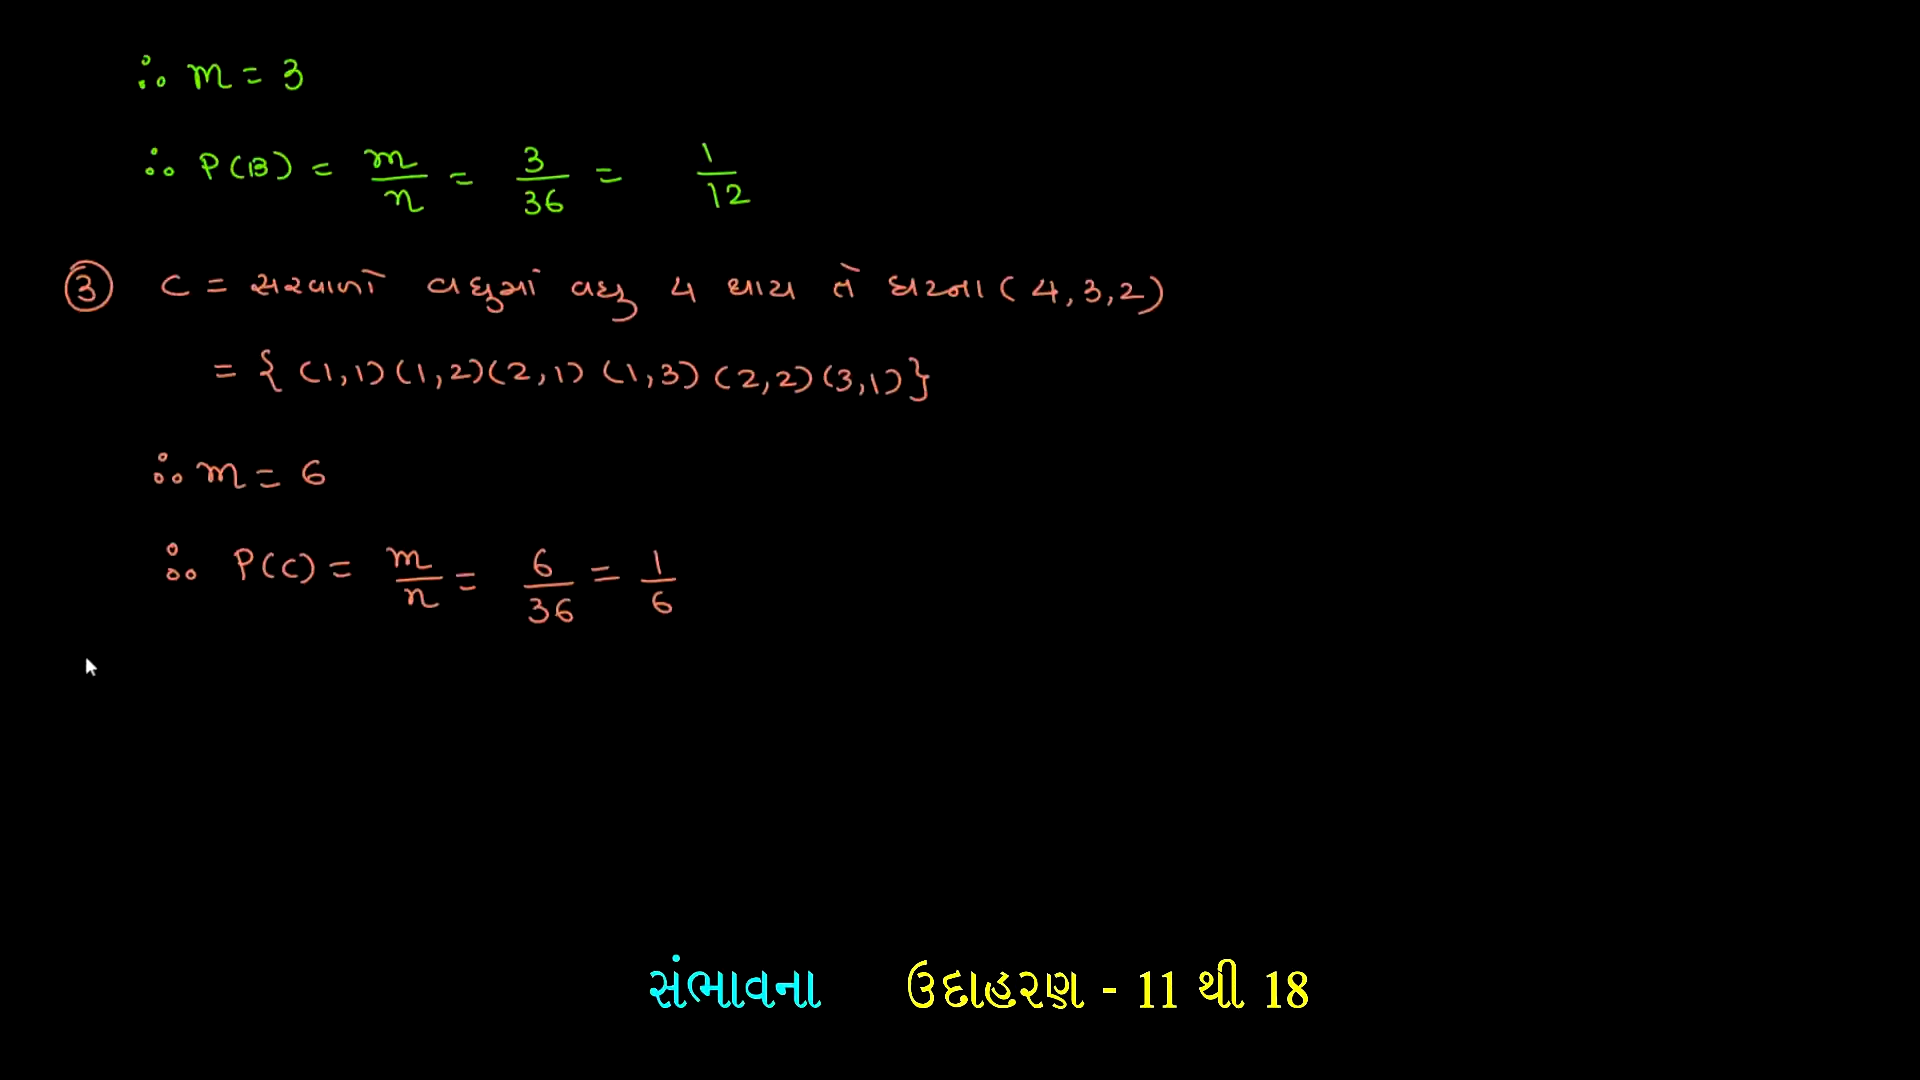 ∴ m = 3
∴ P(B) = m/n = 3/36 = 1/12
③ C = સરવાળો વધુમાં વધુ 4 થાય તે ઘટના (4,3,2)
= { (1,1)(1,2)(2,1)(1,3)(2,2)(3,1)}
∴ m = 6
∴ P(C) = m/n = 6/36 = 1/6
સંભાવના ઉદાહરણ - 11 થી 18